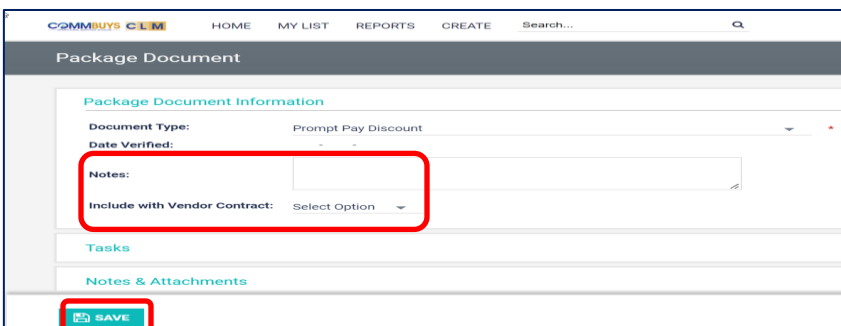 COMMBUYS CLM HOME MY LIST REPORTS CREATE Search...
Package Document
Package Document Information
Document Type: Prompt Pay Discount *
Date Verified: - -
Notes:
Include with Vendor Contract: Select Option
Tasks
Notes & Attachments
SAVE